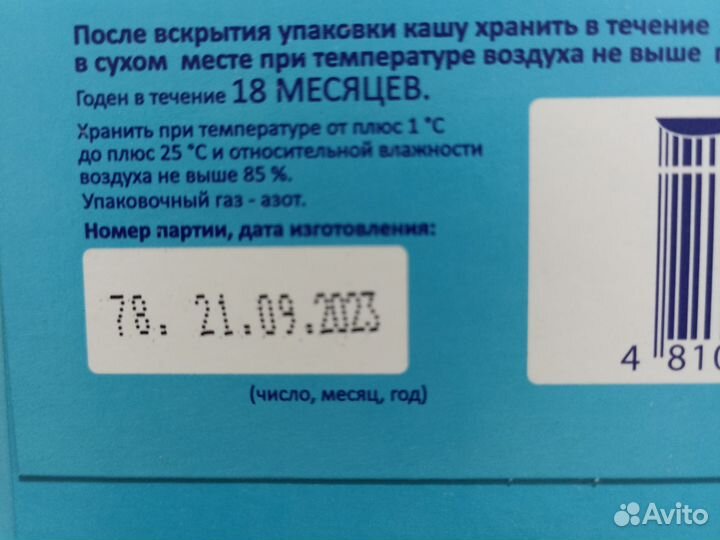 После вскрытия упаковки кашу хранить в течение
в сухом месте при температуре воздуха не выше
Годен в течение 18 МЕСЯЦЕВ.
Хранить при температуре от плюс 1 °С
до плюс 25 °С и относительной влажности
воздуха не выше 85 %.
Упаковочный газ - азот.
Номер партии, дата изготовления:
78. 21.09.2023
(число, месяц, год)
4 810
Avito